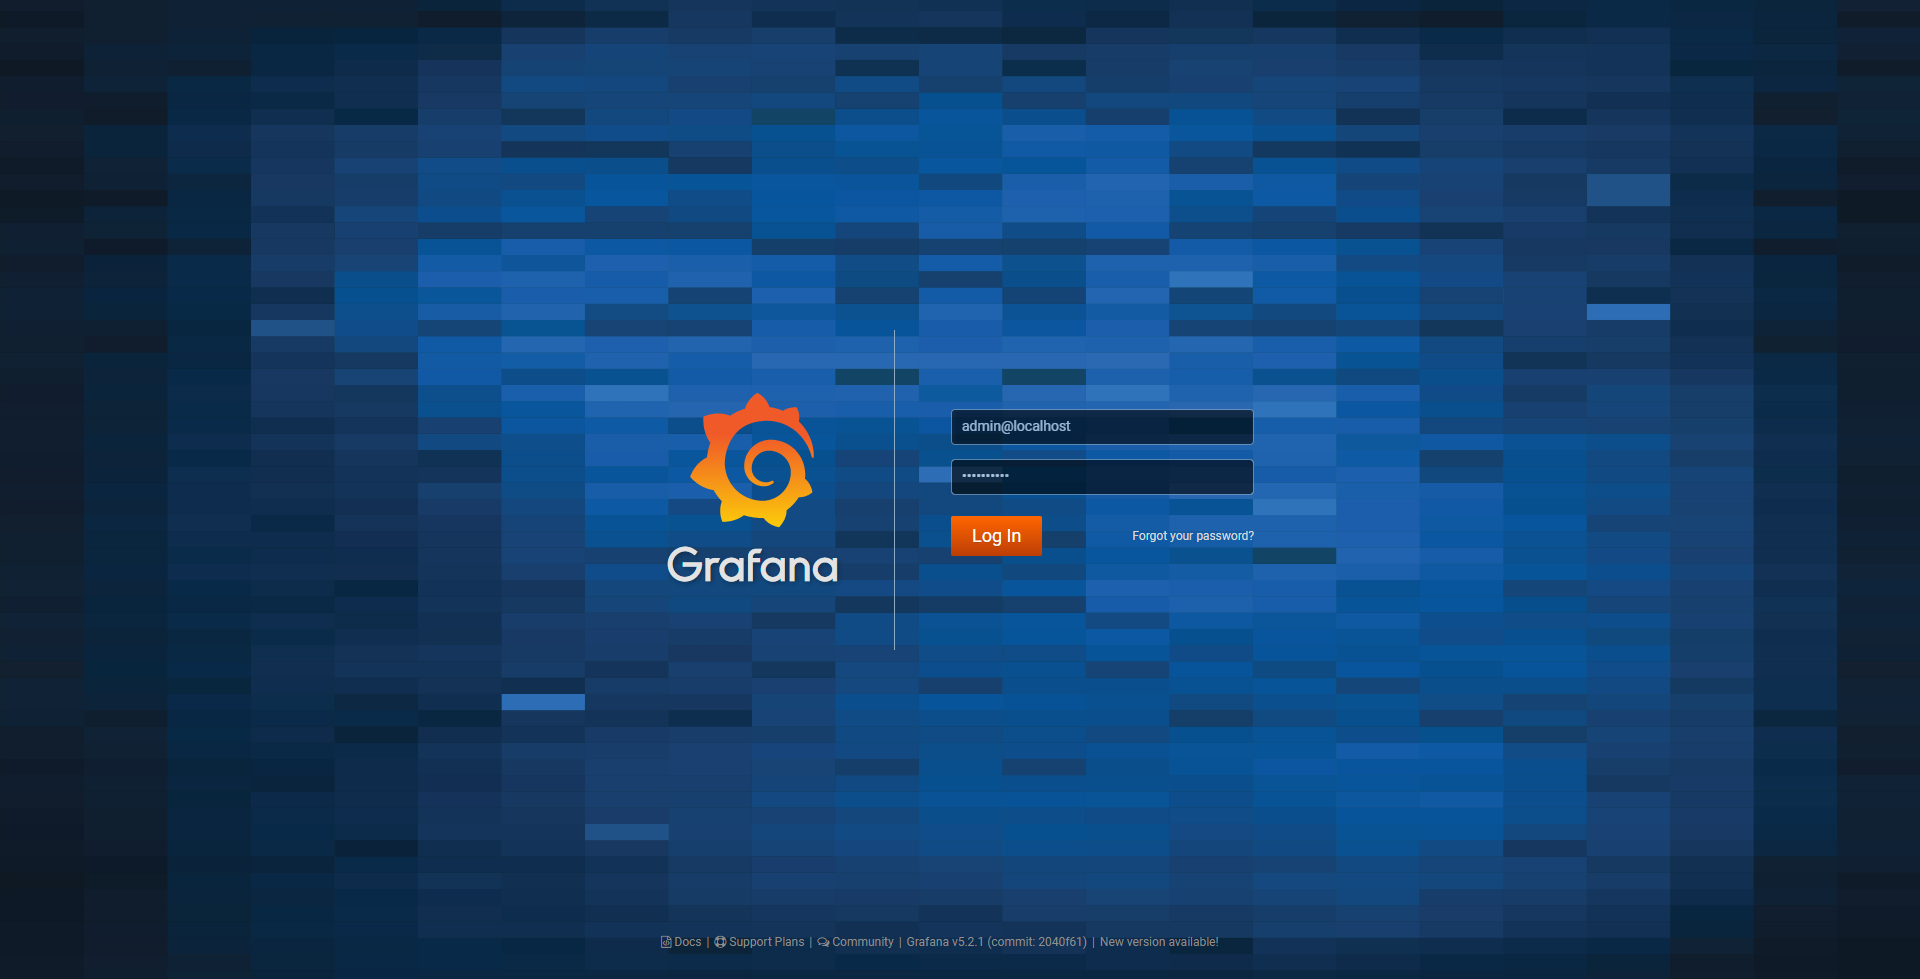 Grafana
admin@localhost
••••••••••
Log In
Forgot your password?
Docs | Support Plans | Community | Grafana v5.2.1 (commit: 2040f61) | New version available!